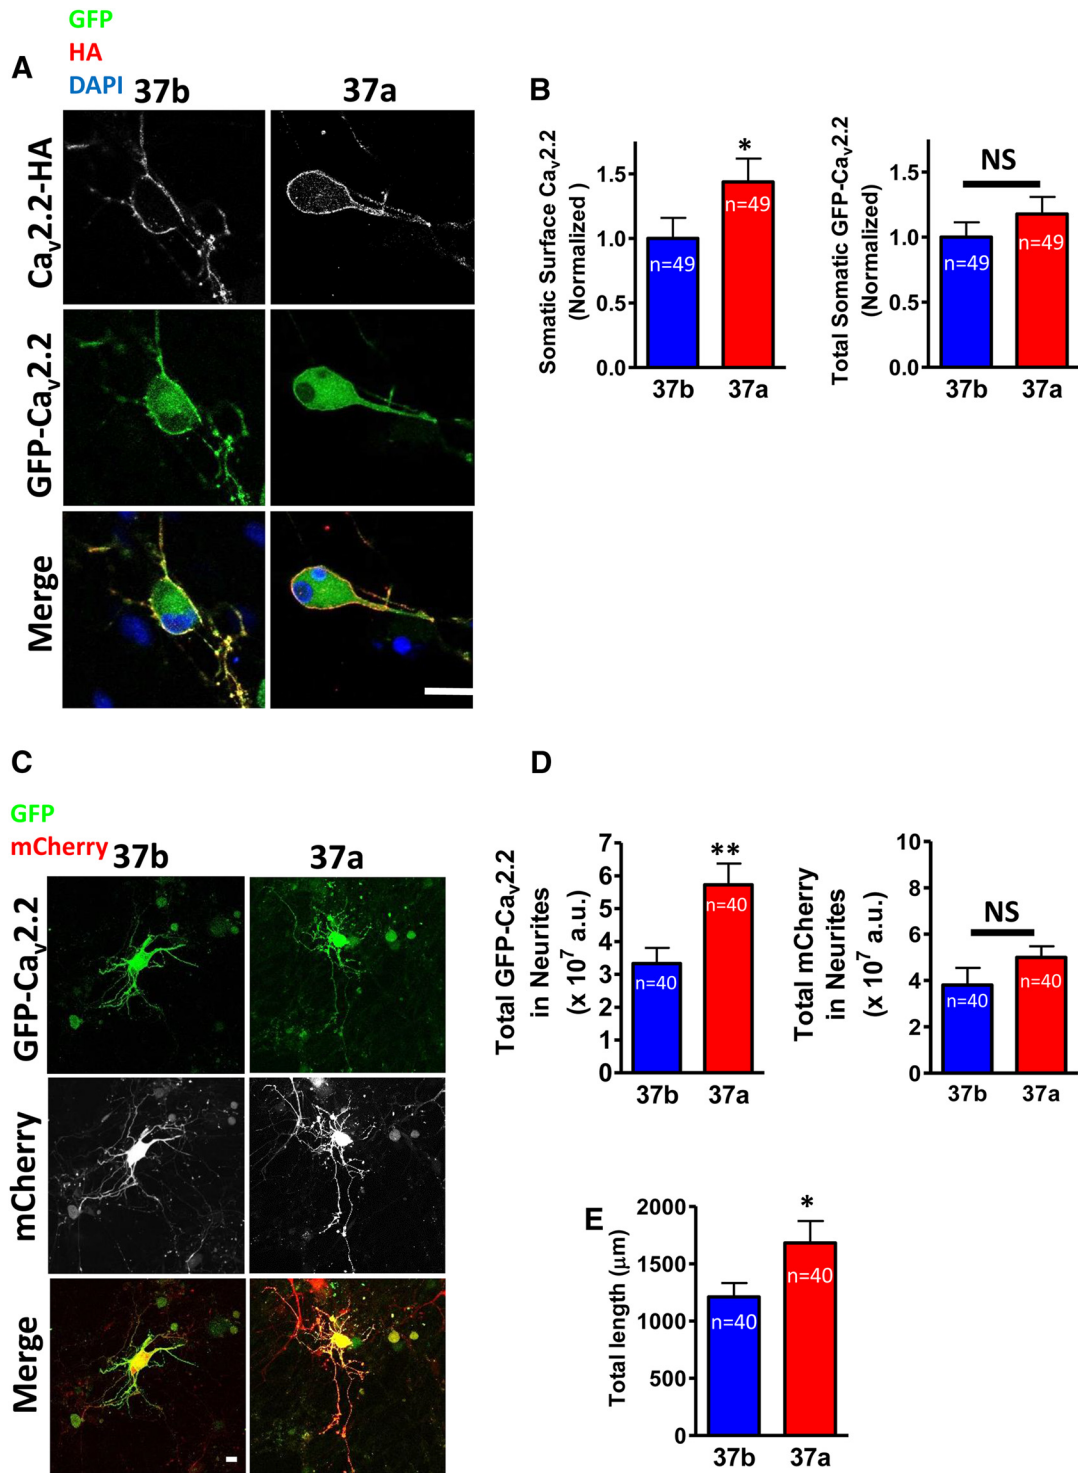 GFP
HA
DAPI
A
37b
37a
Caᵥ2.2-HA
GFP-Caᵥ2.2
Merge
B
Somatic Surface Caᵥ2.2
(Normalized )
1.5
1.0
0.5
0.0
*
n=49
n=49
37b
37a
Total Somatic GFP-Caᵥ2.2
(Normalized)
1.5
1.0
0.5
0.0
NS
n=49
n=49
37b
37a
C
GFP
mCherry
37b
37a
GFP-Caᵥ2.2
mCherry
Merge
D
Total GFP-Caᵥ2.2
in Neurites
(x 10⁷ a.u.)
7
6
5
4
3
2
1
0
**
n=40
n=40
37b
37a
Total mCherry
in Neurites
(x 10⁷ a.u.)
10
8
6
4
2
0
NS
n=40
n=40
37b
37a
E
Total length (μm)
2000
1500
1000
500
0
*
n=40
n=40
37b
37a